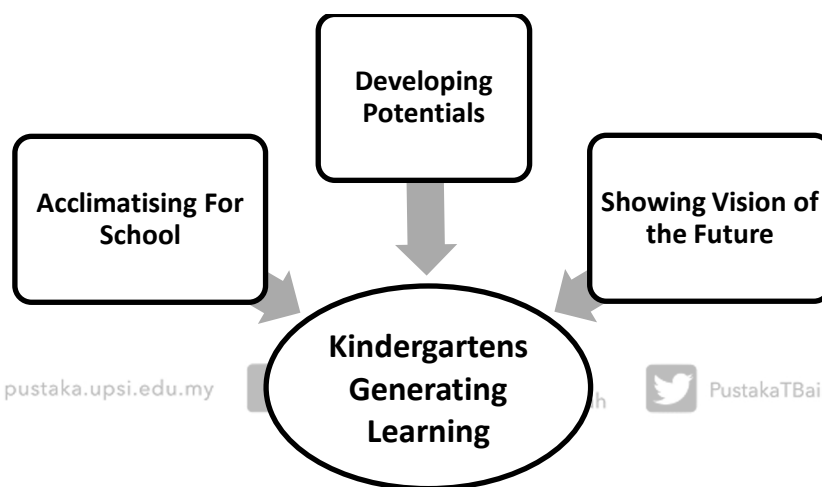 Developing
Potentials
Acclimatising For
School
Showing Vision of
the Future
Kindergartens
Generating
Learning
pustaka.upsi.edu.my
PustakaTBai